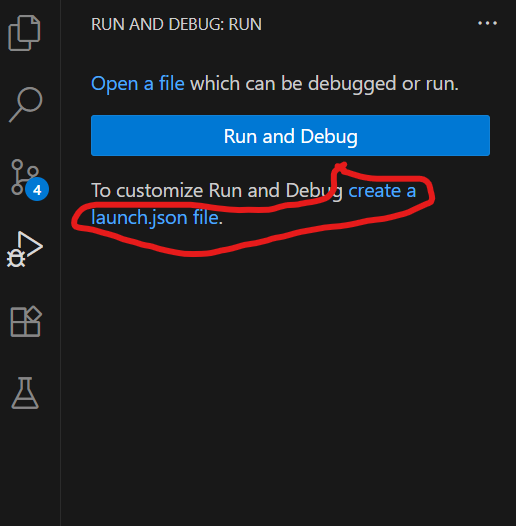 RUN AND DEBUG: RUN ···
Open a file which can be debugged or run.
Run and Debug
To customize Run and Debug create a
launch.json file.
4